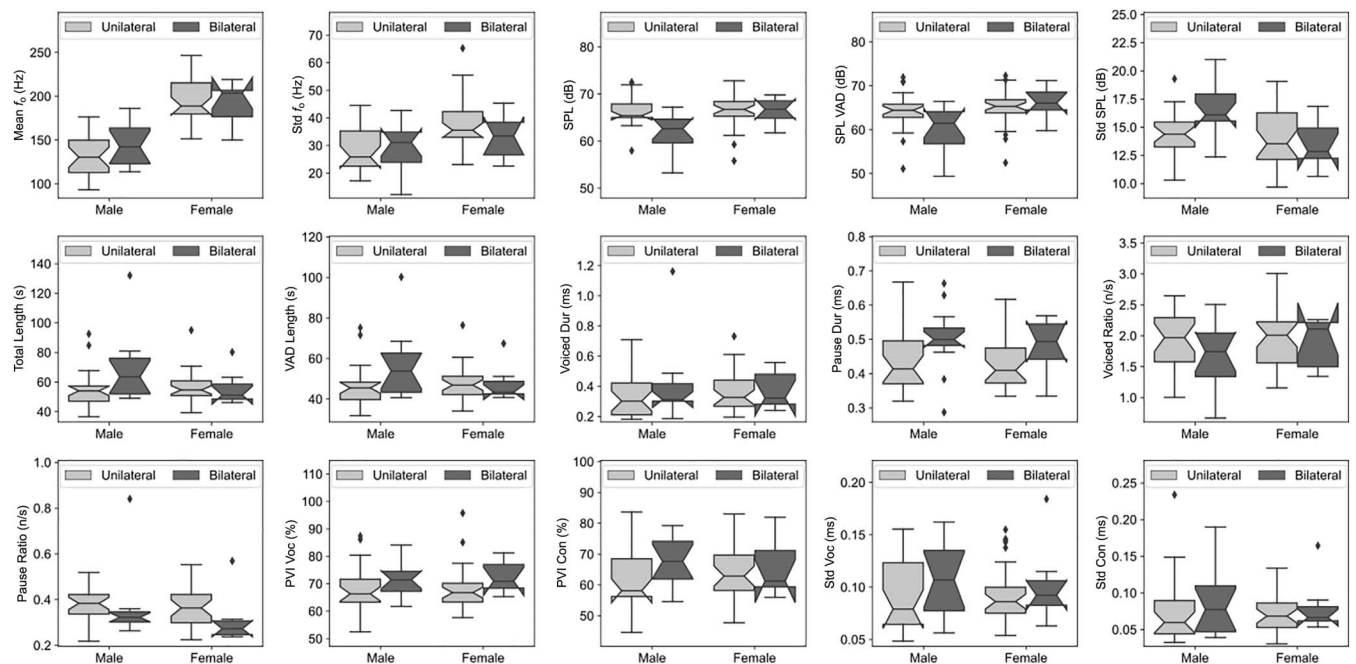 Unilateral Bilateral
Mean fo (Hz)
250
200
150
100
Male Female
Unilateral Bilateral
Std fo (Hz)
70
60
50
40
30
20
Male Female
Unilateral Bilateral
SPL (dB)
80
70
60
50
Male Female
Unilateral Bilateral
SPL VAD (dB)
80
70
60
50
Male Female
Unilateral Bilateral
Std SPL (dB)
25.0
22.5
20.0
17.5
15.0
12.5
10.0
Male Female
Unilateral Bilateral
Total Length (s)
140
120
100
80
60
40
Male Female
Unilateral Bilateral
VAD Length (s)
120
100
80
60
40
Male Female
Unilateral Bilateral
Voiced Dur (ms)
1.2
1.0
0.8
0.6
0.4
0.2
Male Female
Unilateral Bilateral
Pause Dur (ms)
0.8
0.7
0.6
0.5
0.4
0.3
Male Female
Unilateral Bilateral
Voiced Ratio (n/s)
3.5
3.0
2.5
2.0
1.5
1.0
Male Female
Unilateral Bilateral
Pause Ratio (n/s)
1.0
0.8
0.6
0.4
0.2
Male Female
Unilateral Bilateral
PVI Voc (%)
110
100
90
80
70
60
50
Male Female
Unilateral Bilateral
PVI Con (%)
100
90
80
70
60
50
Male Female
Unilateral Bilateral
Std Voc (ms)
0.20
0.15
0.10
0.05
Male Female
Unilateral Bilateral
Std Con (ms)
0.25
0.20
0.15
0.10
0.05
Male Female